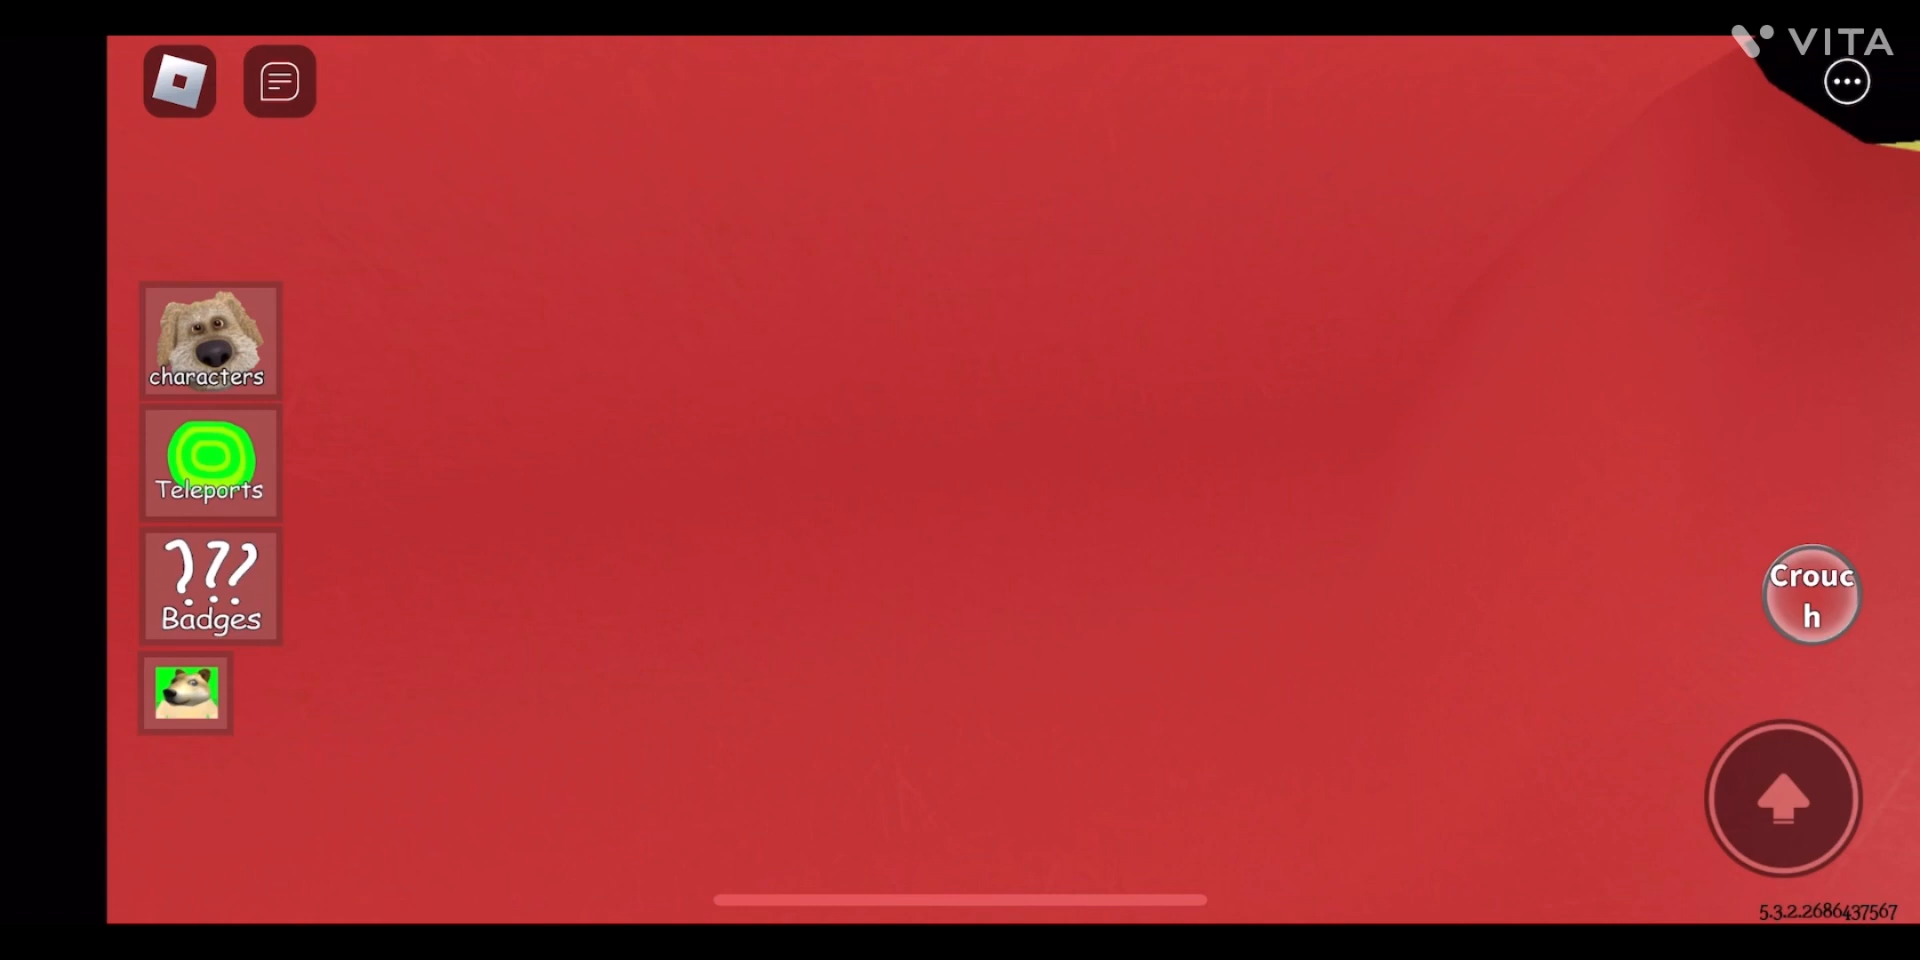 VITA
characters
Teleports
???
Badges
Crouc
h
5.3.2.2686437567